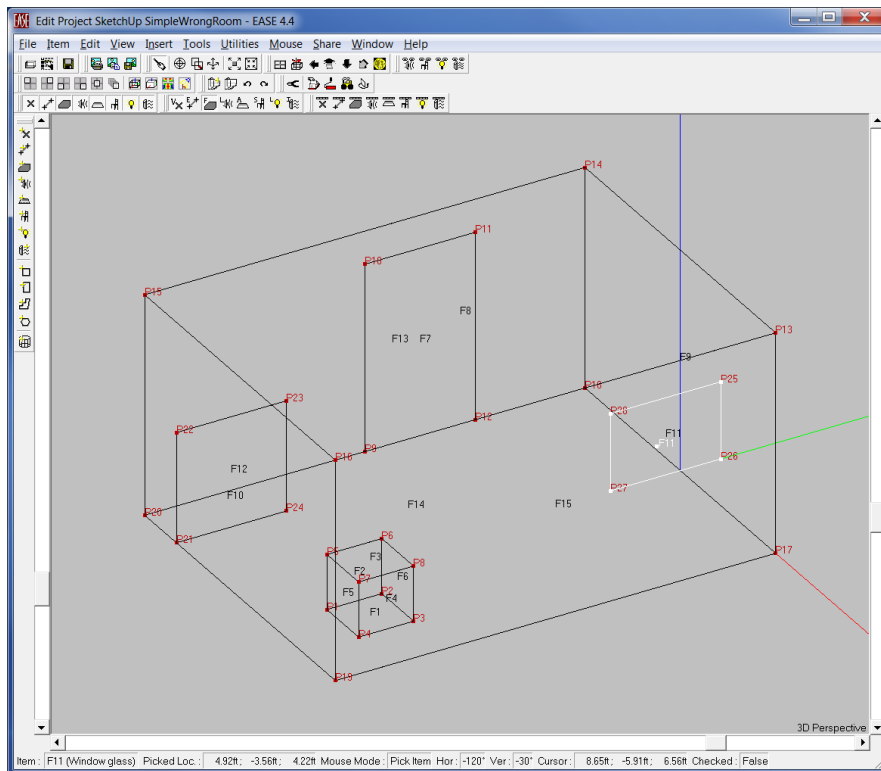 Edit Project SketchUp SimpleWrongRoom - EASE 4.4
File Item Edit View Insert Tools Utilities Mouse Share Window Help
P14
P11
P10
P15
F8
F13 F7
P13
F9
P25
P16
P23
P28
P22
F11
F11
P12
P9
P16
P26
F12
F10
P27
F14
F15
P24
P20
P21
P6
P17
P5
F3
P8
F2
P7
F6
F5
P2
F4
P1
F1
P3
P4
P19
3D Perspective
Item : F11 (Window glass) Picked Loc. : 4.92ft; -3.56ft; 4.22ft Mouse Mode : Pick Item Hor : -120° Ver : -30° Cursor : 8.65ft; -5.91ft; 6.56ft Checked : False